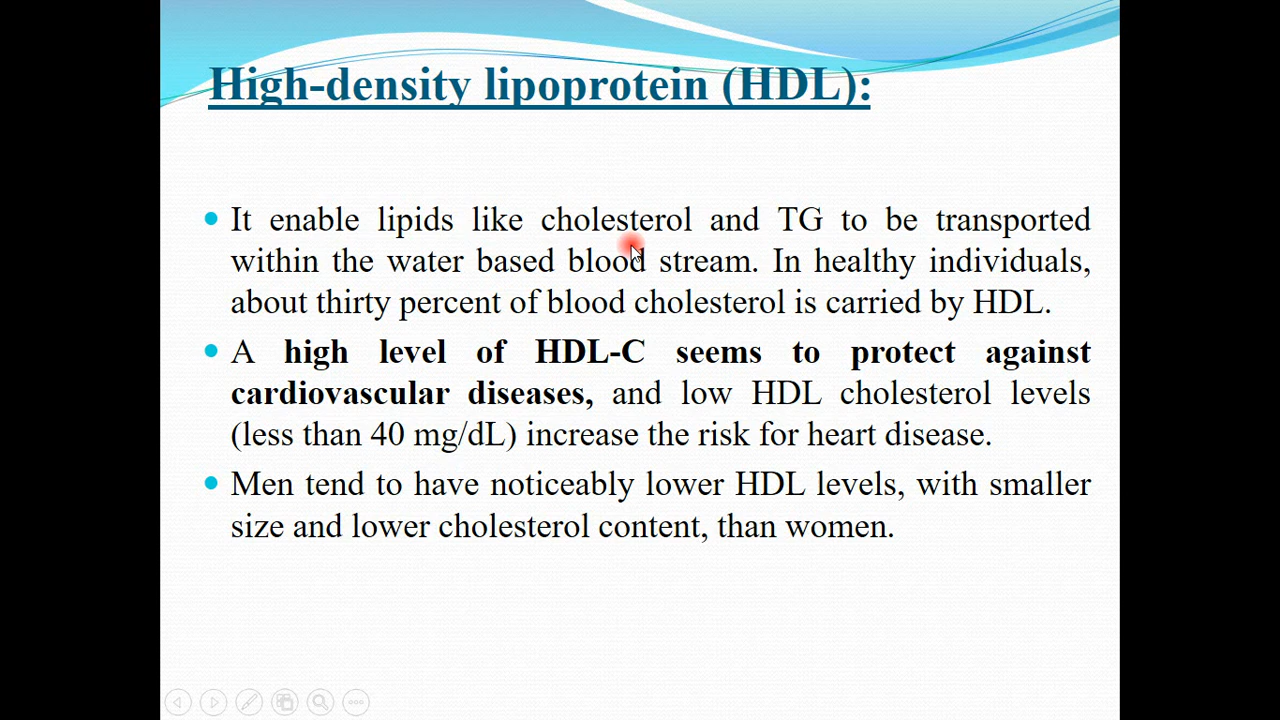 High-density lipoprotein (HDL):
It enable lipids like cholesterol and TG to be transported
within the water based blood stream. In healthy individuals,
about thirty percent of blood cholesterol is carried by HDL.
A high level of HDL-C seems to protect against
cardiovascular diseases, and low HDL cholesterol levels
(less than 40 mg/dL) increase the risk for heart disease.
Men tend to have noticeably lower HDL levels, with smaller
size and lower cholesterol content, than women.